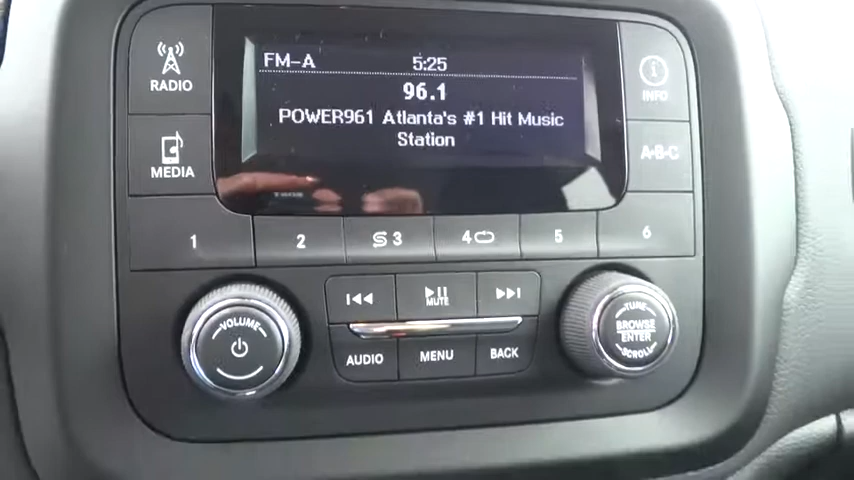 FM-A 5:25
96.1
POWER961 Atlanta's #1 Hit Music
Station
RADIO
INFO
MEDIA
A-B-C
1 2 3 4 5 6
MUTE
VOLUME
TUNE
BROWSE
ENTER
SCROLL
AUDIO MENU BACK